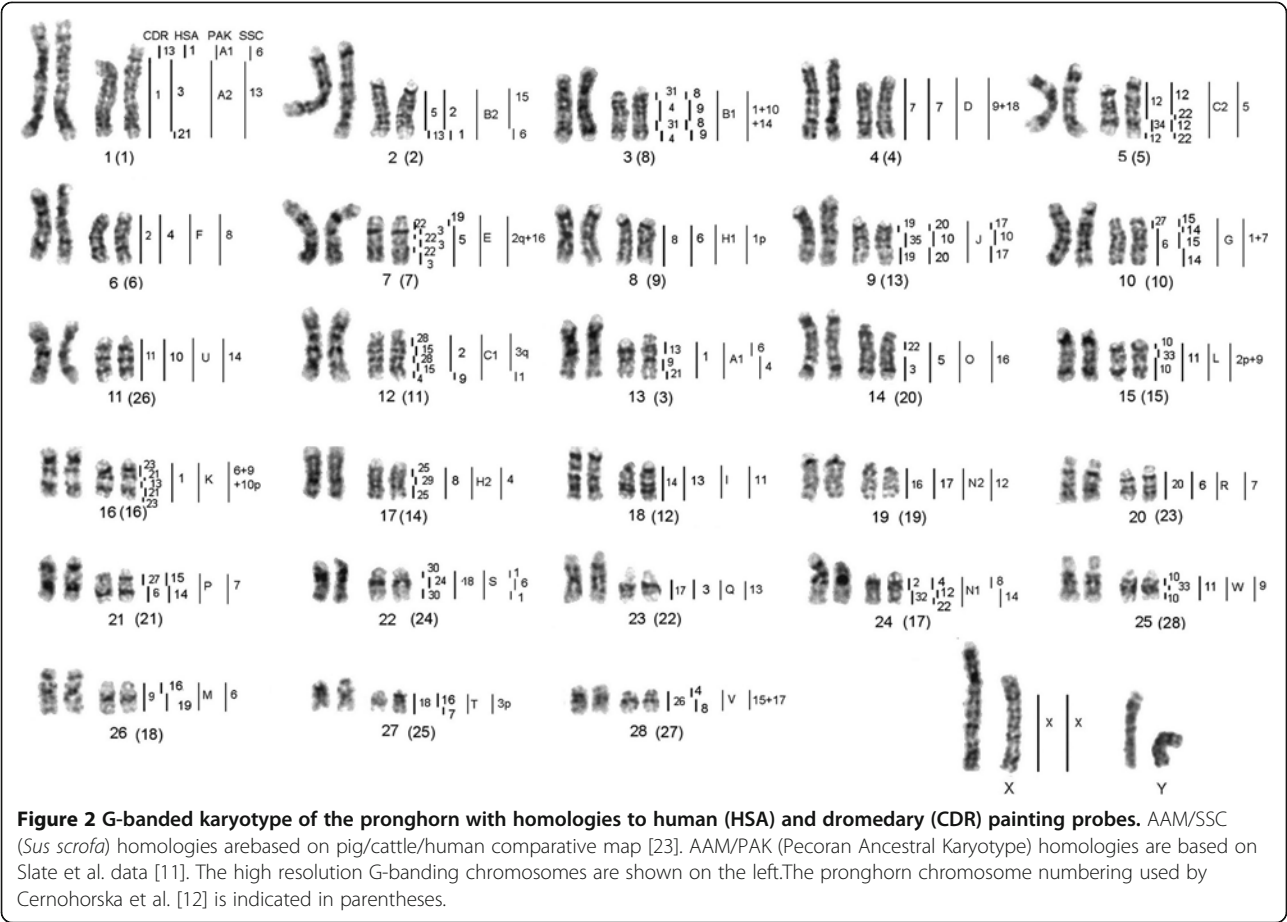 CDR HSA PAK SSC
13 1 A1 6
1 3 A2 13
21
1 (1)
5 2 B2 15
13 1 6
2 (2)
31 8
4 9 B1 1+10
31 8 +14
4 9
3 (8)
7 7 D 9+18
4 (4)
12 12 C2 5
22
34 12
12 22
5 (5)
2 4 F 8
6 (6)
22 19
3
22 3 5 E 2q+16
22
3
7 (7)
8 6 H1 1p
8 (9)
19 20 J 17
35 10 10
19 20 17
9 (13)
27 15 G 1+7
14
6 15
14
10 (10)
11 10 U 14
11 (26)
28 2 C1 3q
15
28
15
4 9 1
12 (11)
13 1 A1 6
9 4
21
13 (3)
22 5 O 16
3
14 (20)
10 11 L 2p+9
33
10
15 (15)
23 1 K 6+9
21 +10p
13
21
23
16 (16)
25 8 H2 4
29
25
17 (14)
14 13 I 11
18 (12)
16 17 N2 12
19 (19)
20 6 R 7
20 (23)
27 15 P 7
6 14
21 (21)
30 18 S 1
24 6
30 1
22 (24)
17 3 Q 13
23 (22)
2 4 N1 8
32 12 14
22
24 (17)
10 11 W 9
33
10
25 (28)
9 16 M 6
19
26 (18)
18 16 T 3p
7
27 (25)
26 4 V 15+17
8
28 (27)
X X
X
Y
Figure 2 G-banded karyotype of the pronghorn with homologies to human (HSA) and dromedary (CDR) painting probes. AAM/SSC
(Sus scrofa) homologies arebased on pig/cattle/human comparative map [23]. AAM/PAK (Pecoran Ancestral Karyotype) homologies are based on
Slate et al. data [11]. The high resolution G-banding chromosomes are shown on the left.The pronghorn chromosome numbering used by
Cernohorska et al. [12] is indicated in parentheses.